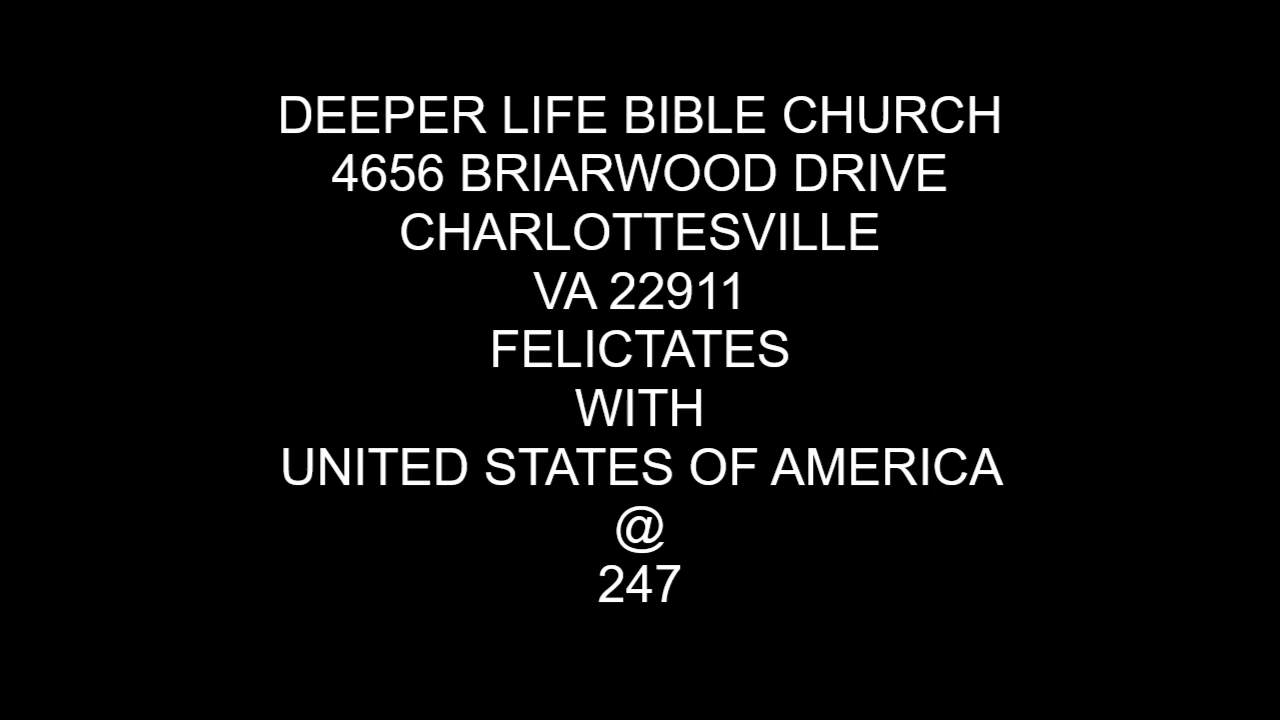 DEEPER LIFE BIBLE CHURCH
4656 BRIARWOOD DRIVE
CHARLOTTESVILLE
VA 22911
FELICTATES
WITH
UNITED STATES OF AMERICA
@
247